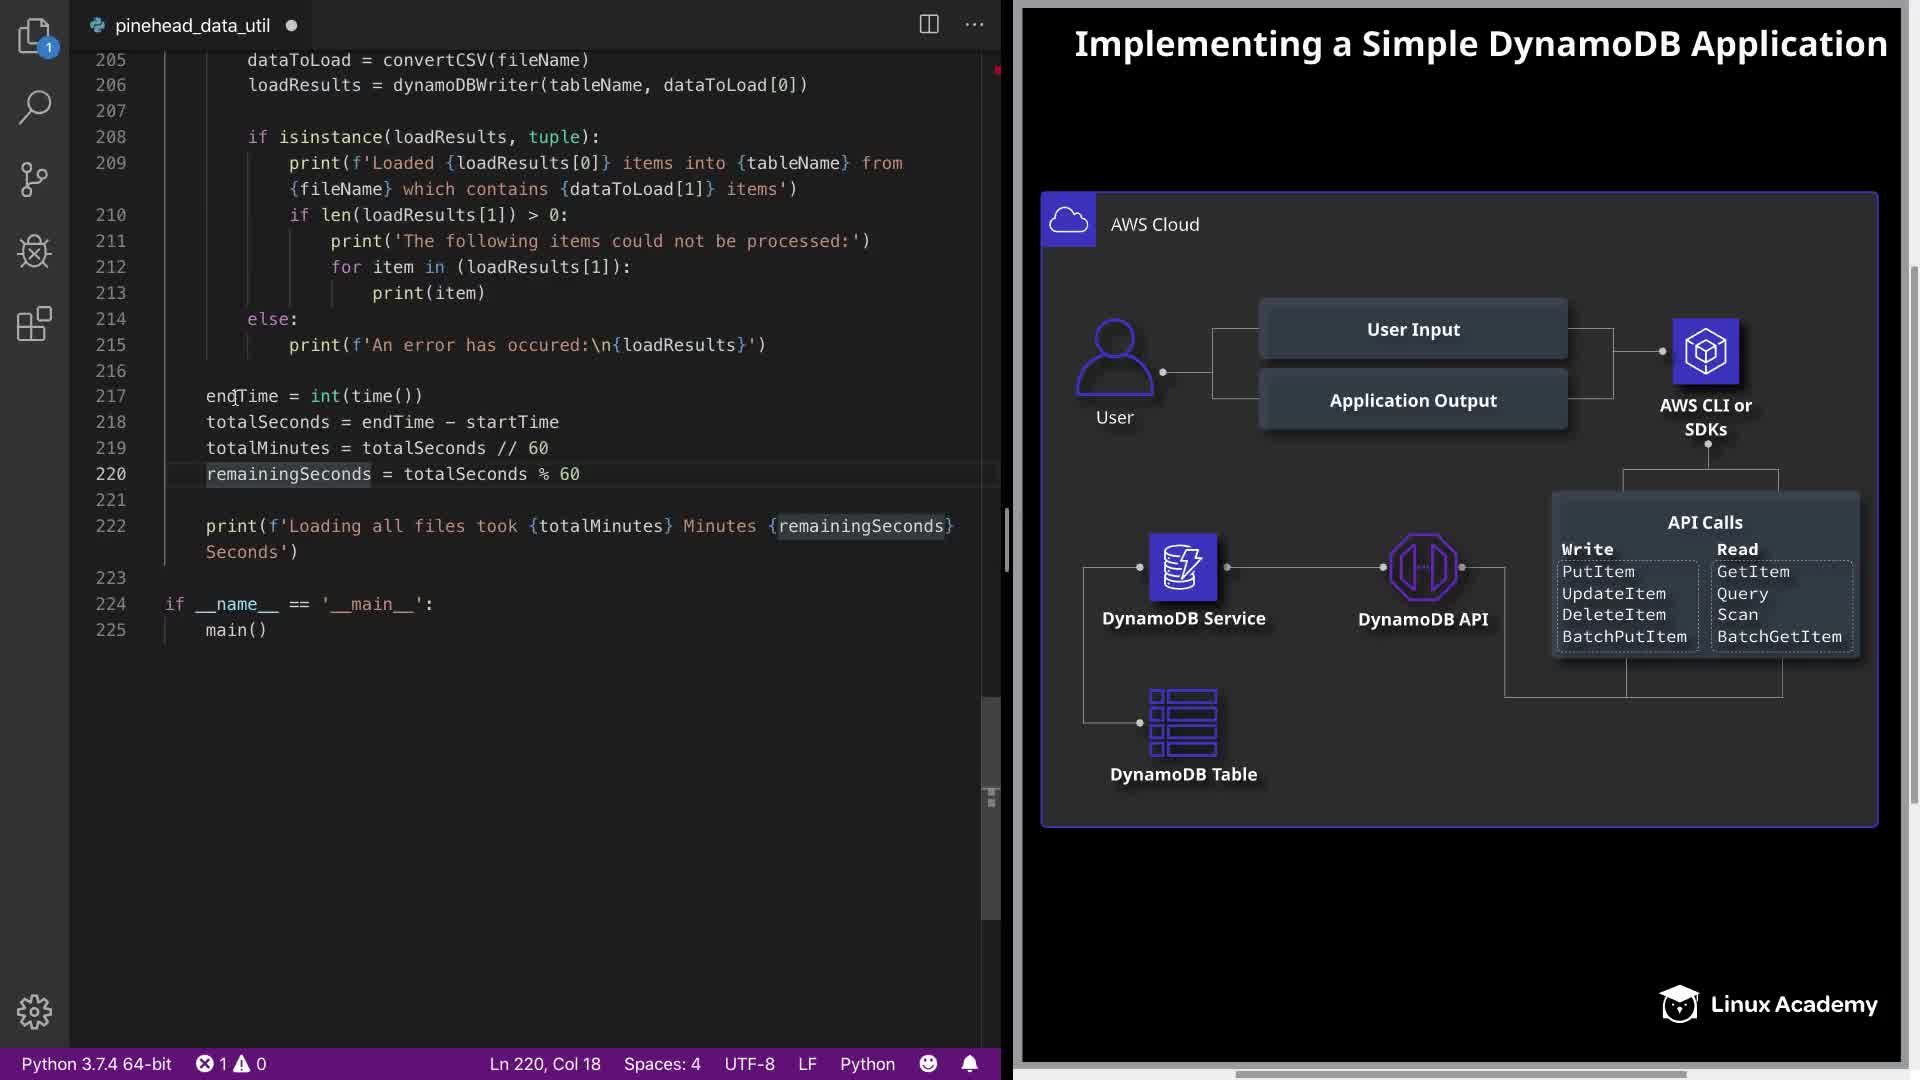 pinehead_data_util
1
205 dataToLoad = convertCSV(fileName)
206 loadResults = dynamoDBWriter(tableName, dataToLoad[0])
207
208 if isinstance(loadResults, tuple):
209 print(f'Loaded {loadResults[0]} items into {tableName} from
{fileName} which contains {dataToLoad[1]} items')
210 if len(loadResults[1]) > 0:
211 print('The following items could not be processed:')
212 for item in (loadResults[1]):
213 print(item)
214 else:
215 print(f'An error has occured:\n{loadResults}')
216
217 endTime = int(time())
218 totalSeconds = endTime - startTime
219 totalMinutes = totalSeconds // 60
220 remainingSeconds = totalSeconds % 60
221
222 print(f'Loading all files took {totalMinutes} Minutes {remainingSeconds}
Seconds')
223
224 if __name__ == '__main__':
225 main()
Python 3.7.4 64-bit 1 0 Ln 220, Col 18 Spaces: 4 UTF-8 LF Python
Implementing a Simple DynamoDB Application
AWS Cloud
User Input
Application Output
User
AWS CLI or
SDKs
API Calls
Write Read
PutItem GetItem
UpdateItem Query
DeleteItem Scan
BatchPutItem BatchGetItem
DynamoDB Service
DynamoDB API
DynamoDB Table
Linux Academy